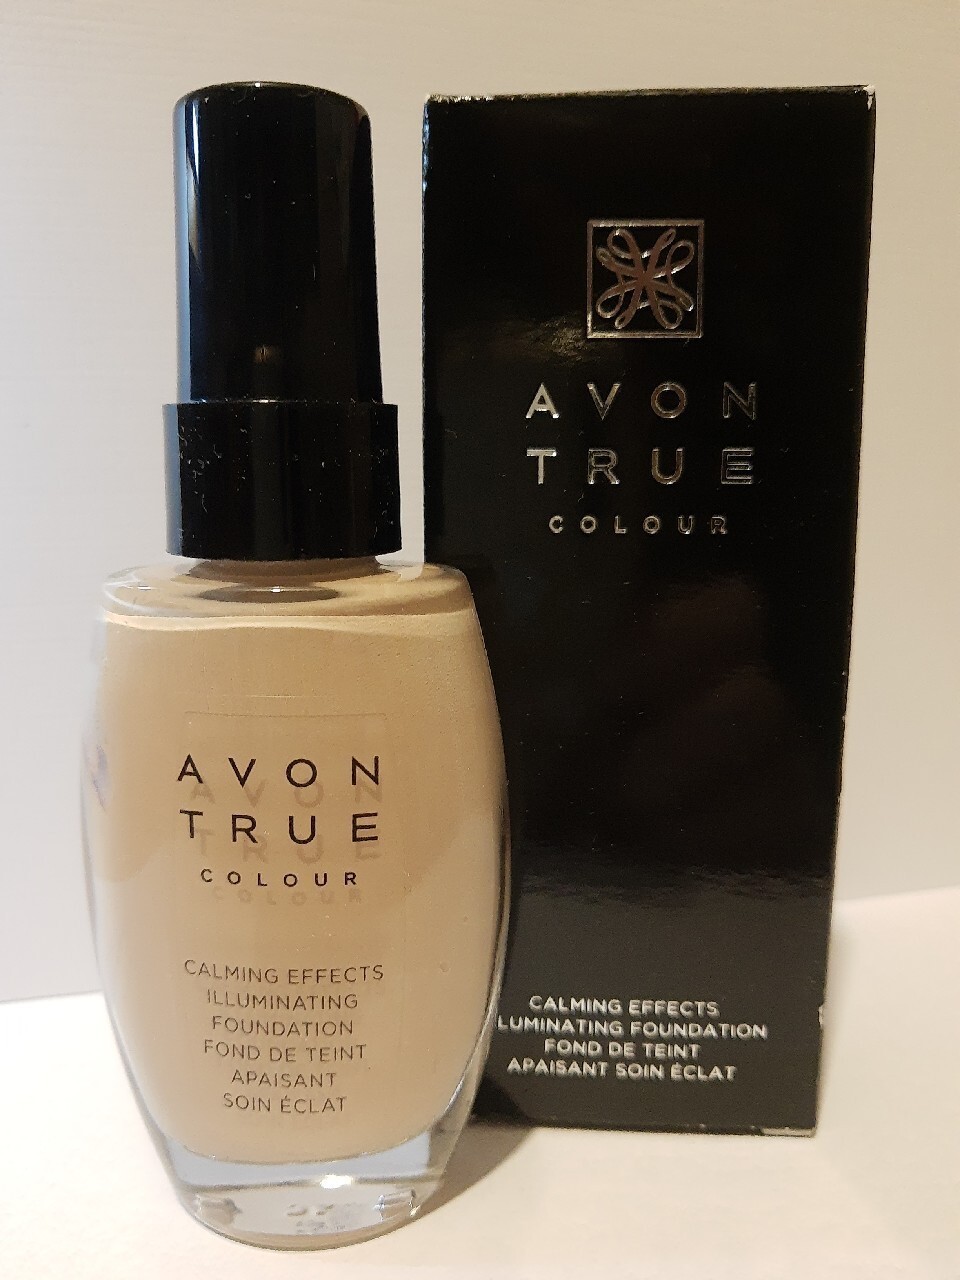 AVON
TRUE
COLOUR
CALMING EFFECTS
ILLUMINATING
FOUNDATION
FOND DE TEINT
APAISANT
SOIN ÉCLAT
AVON
TRUE
COLOUR
CALMING EFFECTS
LUMINATING FOUNDATION
FOND DE TEINT
APAISANT SOIN ÉCLAT